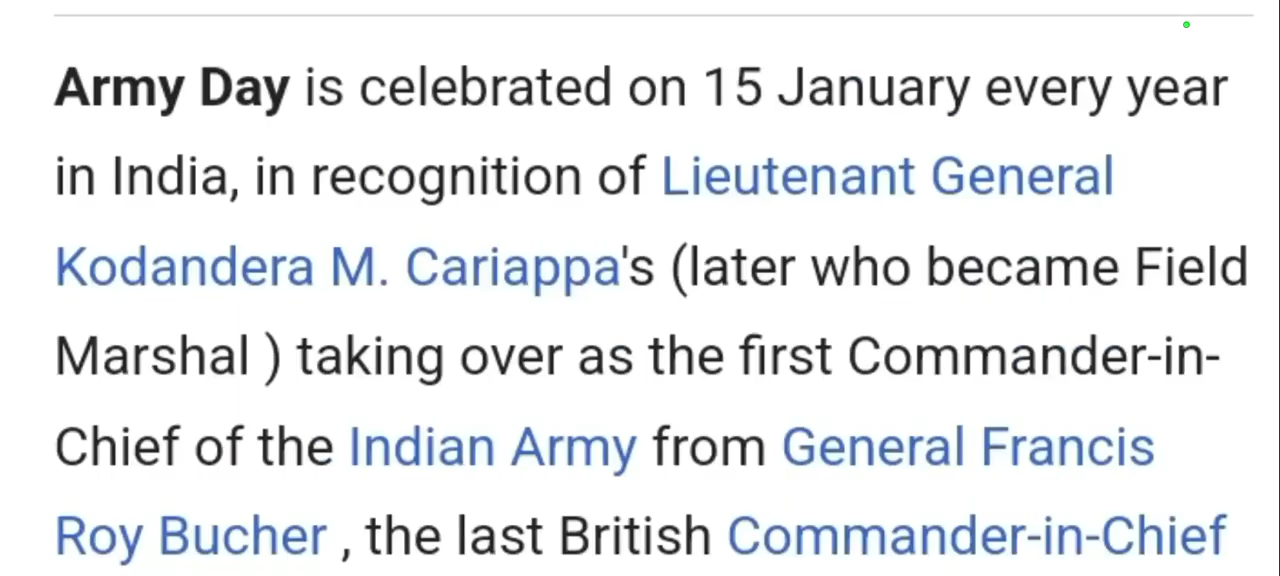 Army Day is celebrated on 15 January every year
in India, in recognition of Lieutenant General
Kodandera M. Cariappa's (later who became Field
Marshal ) taking over as the first Commander-in-
Chief of the Indian Army from General Francis
Roy Bucher , the last British Commander-in-Chief